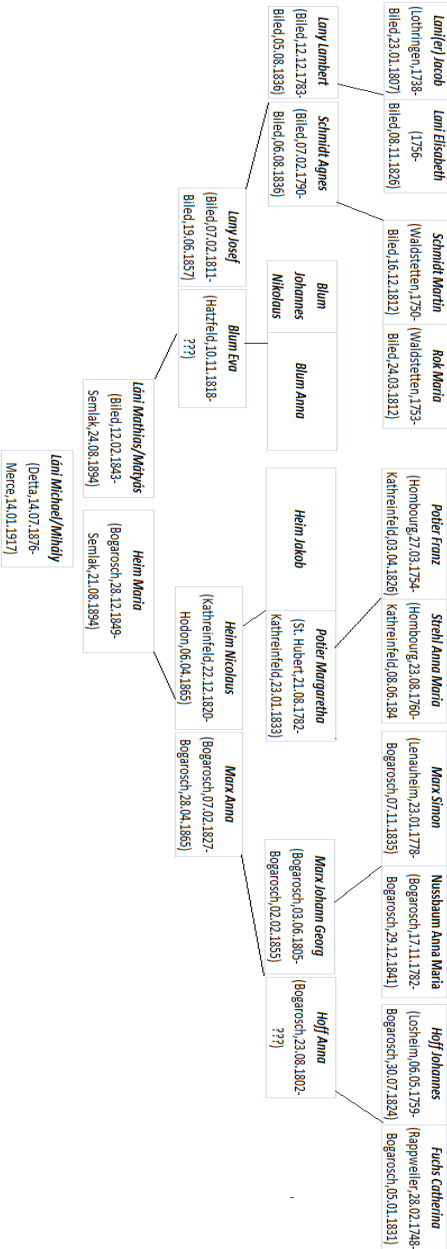 Lani(er) Jacob
(Lothringen,1738-
Biled,23.01.1807)
Lani Elisabeth
(1756-
Biled,08.11.1826)
Schmidt Martin
(Waldstetten,1750-
Biled,16.12.1812)
Rok Maria
(Waldstetten,1753-
Biled,24.03.1812)
Potier Franz
(Hombourg,27.03.1754-
Kathreinfeld,03.04.1826)
Strehl Anna Maria
(Hombourg,23.08.1760-
Kathreinfeld,08.06.184
Marx Simon
(Lenauheim,23.01.1778-
Bogarosch,07.11.1835)
Nussbaum Anna Maria
(Bogarosch,17.11.1782-
Bogarosch,29.12.1841)
Hoff Johannes
(Losheim,06.05.1759-
Bogarosch,30.07.1824)
Fuchs Catherina
(Rappweiler,28.02.1748-
Bogarosch,05.01.1831)
Lany Lambert
(Biled,12.12.1783-
Biled,05.08.1836)
Schmidt Agnes
(Biled,07.02.1790-
Biled,06.08.1836)
Blum
Johannes
Nikolaus
Blum Anna
Heim Jakob
Potier Margaretha
(St. Hubert,21.08.1782-
Kathreinfeld,23.01.1833)
Marx Johann Georg
(Bogarosch,03.06.1805-
Bogarosch,02.02.1855)
Hoff Anna
(Bogarosch,23.08.1802-
???)
Lany Josef
(Biled,07.02.1811-
Biled,19.06.1857)
Blum Eva
(Hatzfeld,10.11.1818-
???)
Heim Nicolaus
(Kathreinfeld,22.12.1820-
Hodon,06.04.1865)
Marx Anna
(Bogarosch,07.02.1827-
Bogarosch,28.04.1865)
Láni Mathias/Mátyás
(Biled,12.02.1843-
Semlak,24.08.1894)
Heim Maria
(Bogarosch,28.12.1849-
Semlak,21.08.1894)
Láni Michael/Mihály
(Detta,14.07.1876-
Merce,14.01.1917)